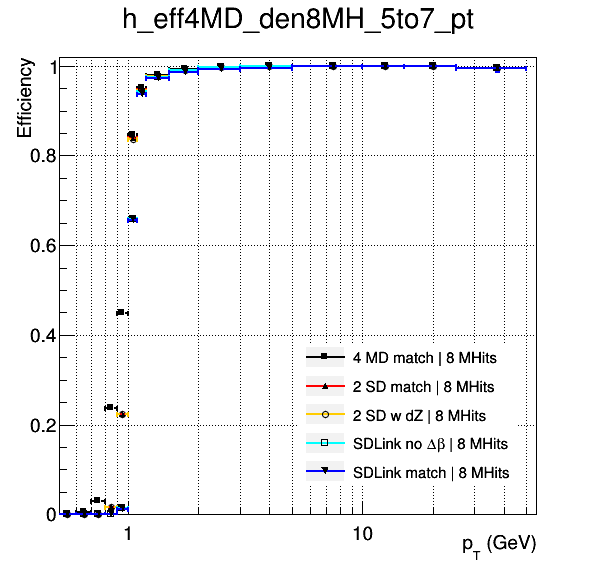 h_eff4MD_den8MH_5to7_pt
Efficiency
1
0.8
0.6
0.4
0.2
0
4 MD match | 8 MHits
2 SD match | 8 MHits
2 SD w dZ | 8 MHits
SDLink no Δβ | 8 MHits
SDLink match | 8 MHits
1 10
p_T (GeV)